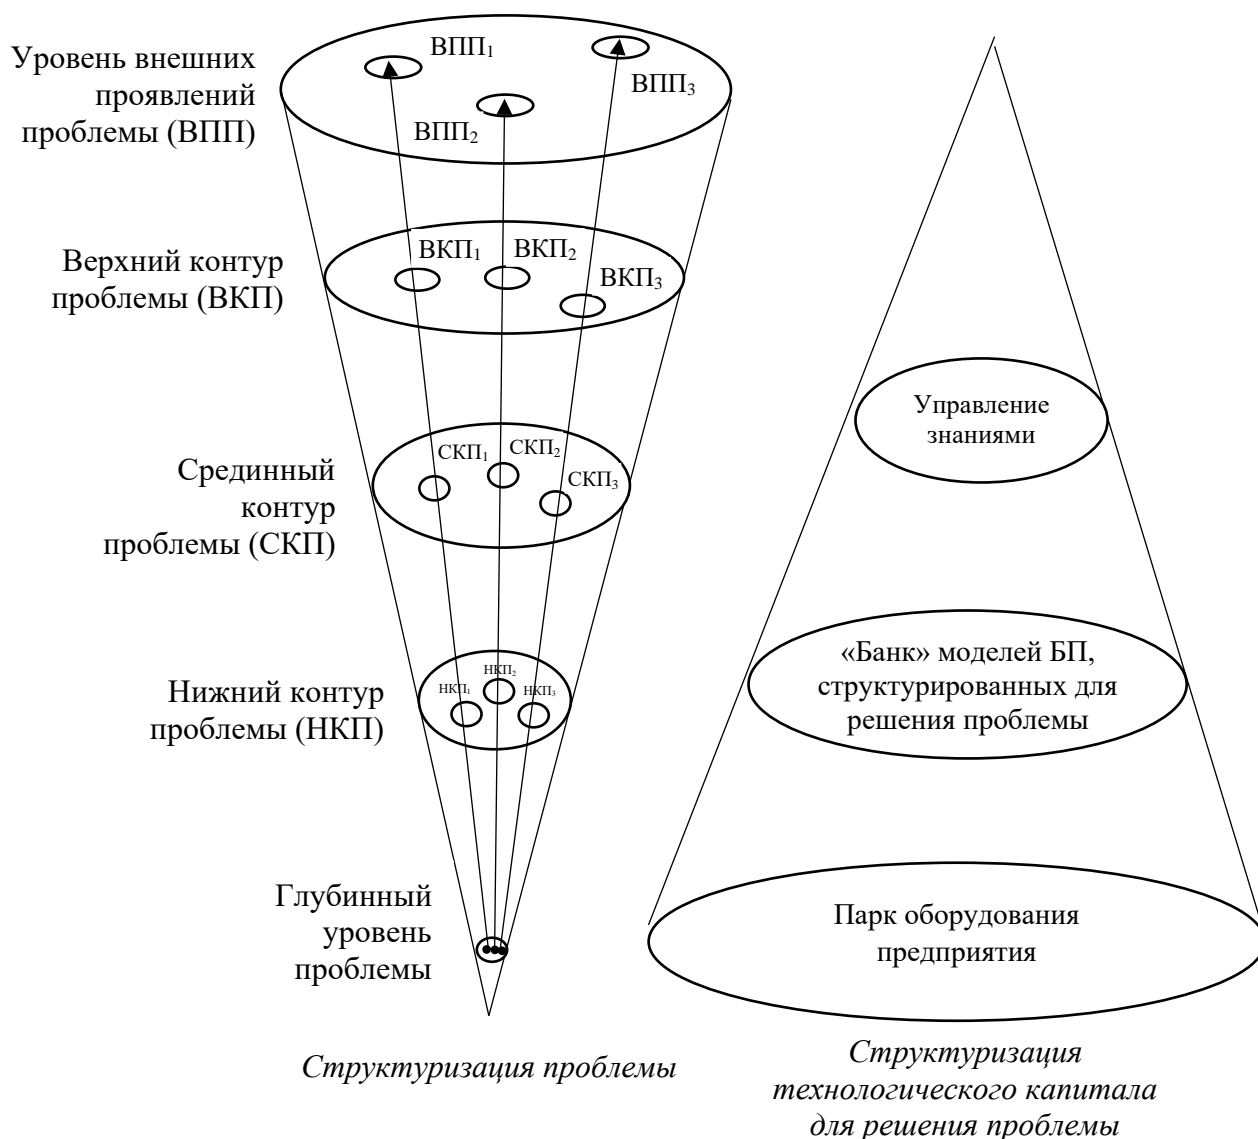 Уровень внешних
проявлений
проблемы (ВПП)
ВПП₁
ВПП₂
ВПП₃
Верхний контур
проблемы (ВКП)
ВКП₁
ВКП₂
ВКП₃
Срединный
контур
проблемы (СКП)
СКП₁
СКП₂
СКП₃
Нижний контур
проблемы (НКП)
НКП₁
НКП₂
НКП₃
Глубинный
уровень
проблемы
Структуризация проблемы
Управление
знаниями
«Банк» моделей БП,
структурированных для
решения проблемы
Парк оборудования
предприятия
Структуризация
технологического капитала
для решения проблемы